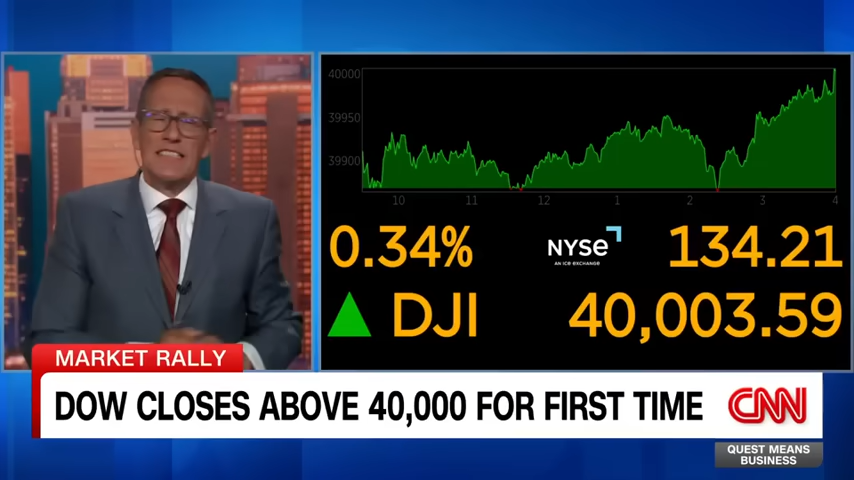 40000
39950
39900
10 11 12 1 2 3 4
0.34% NYSE 134.21
AN ICE EXCHANGE
DJI 40,003.59
MARKET RALLY
DOW CLOSES ABOVE 40,000 FOR FIRST TIME CNN
QUEST MEANS
BUSINESS